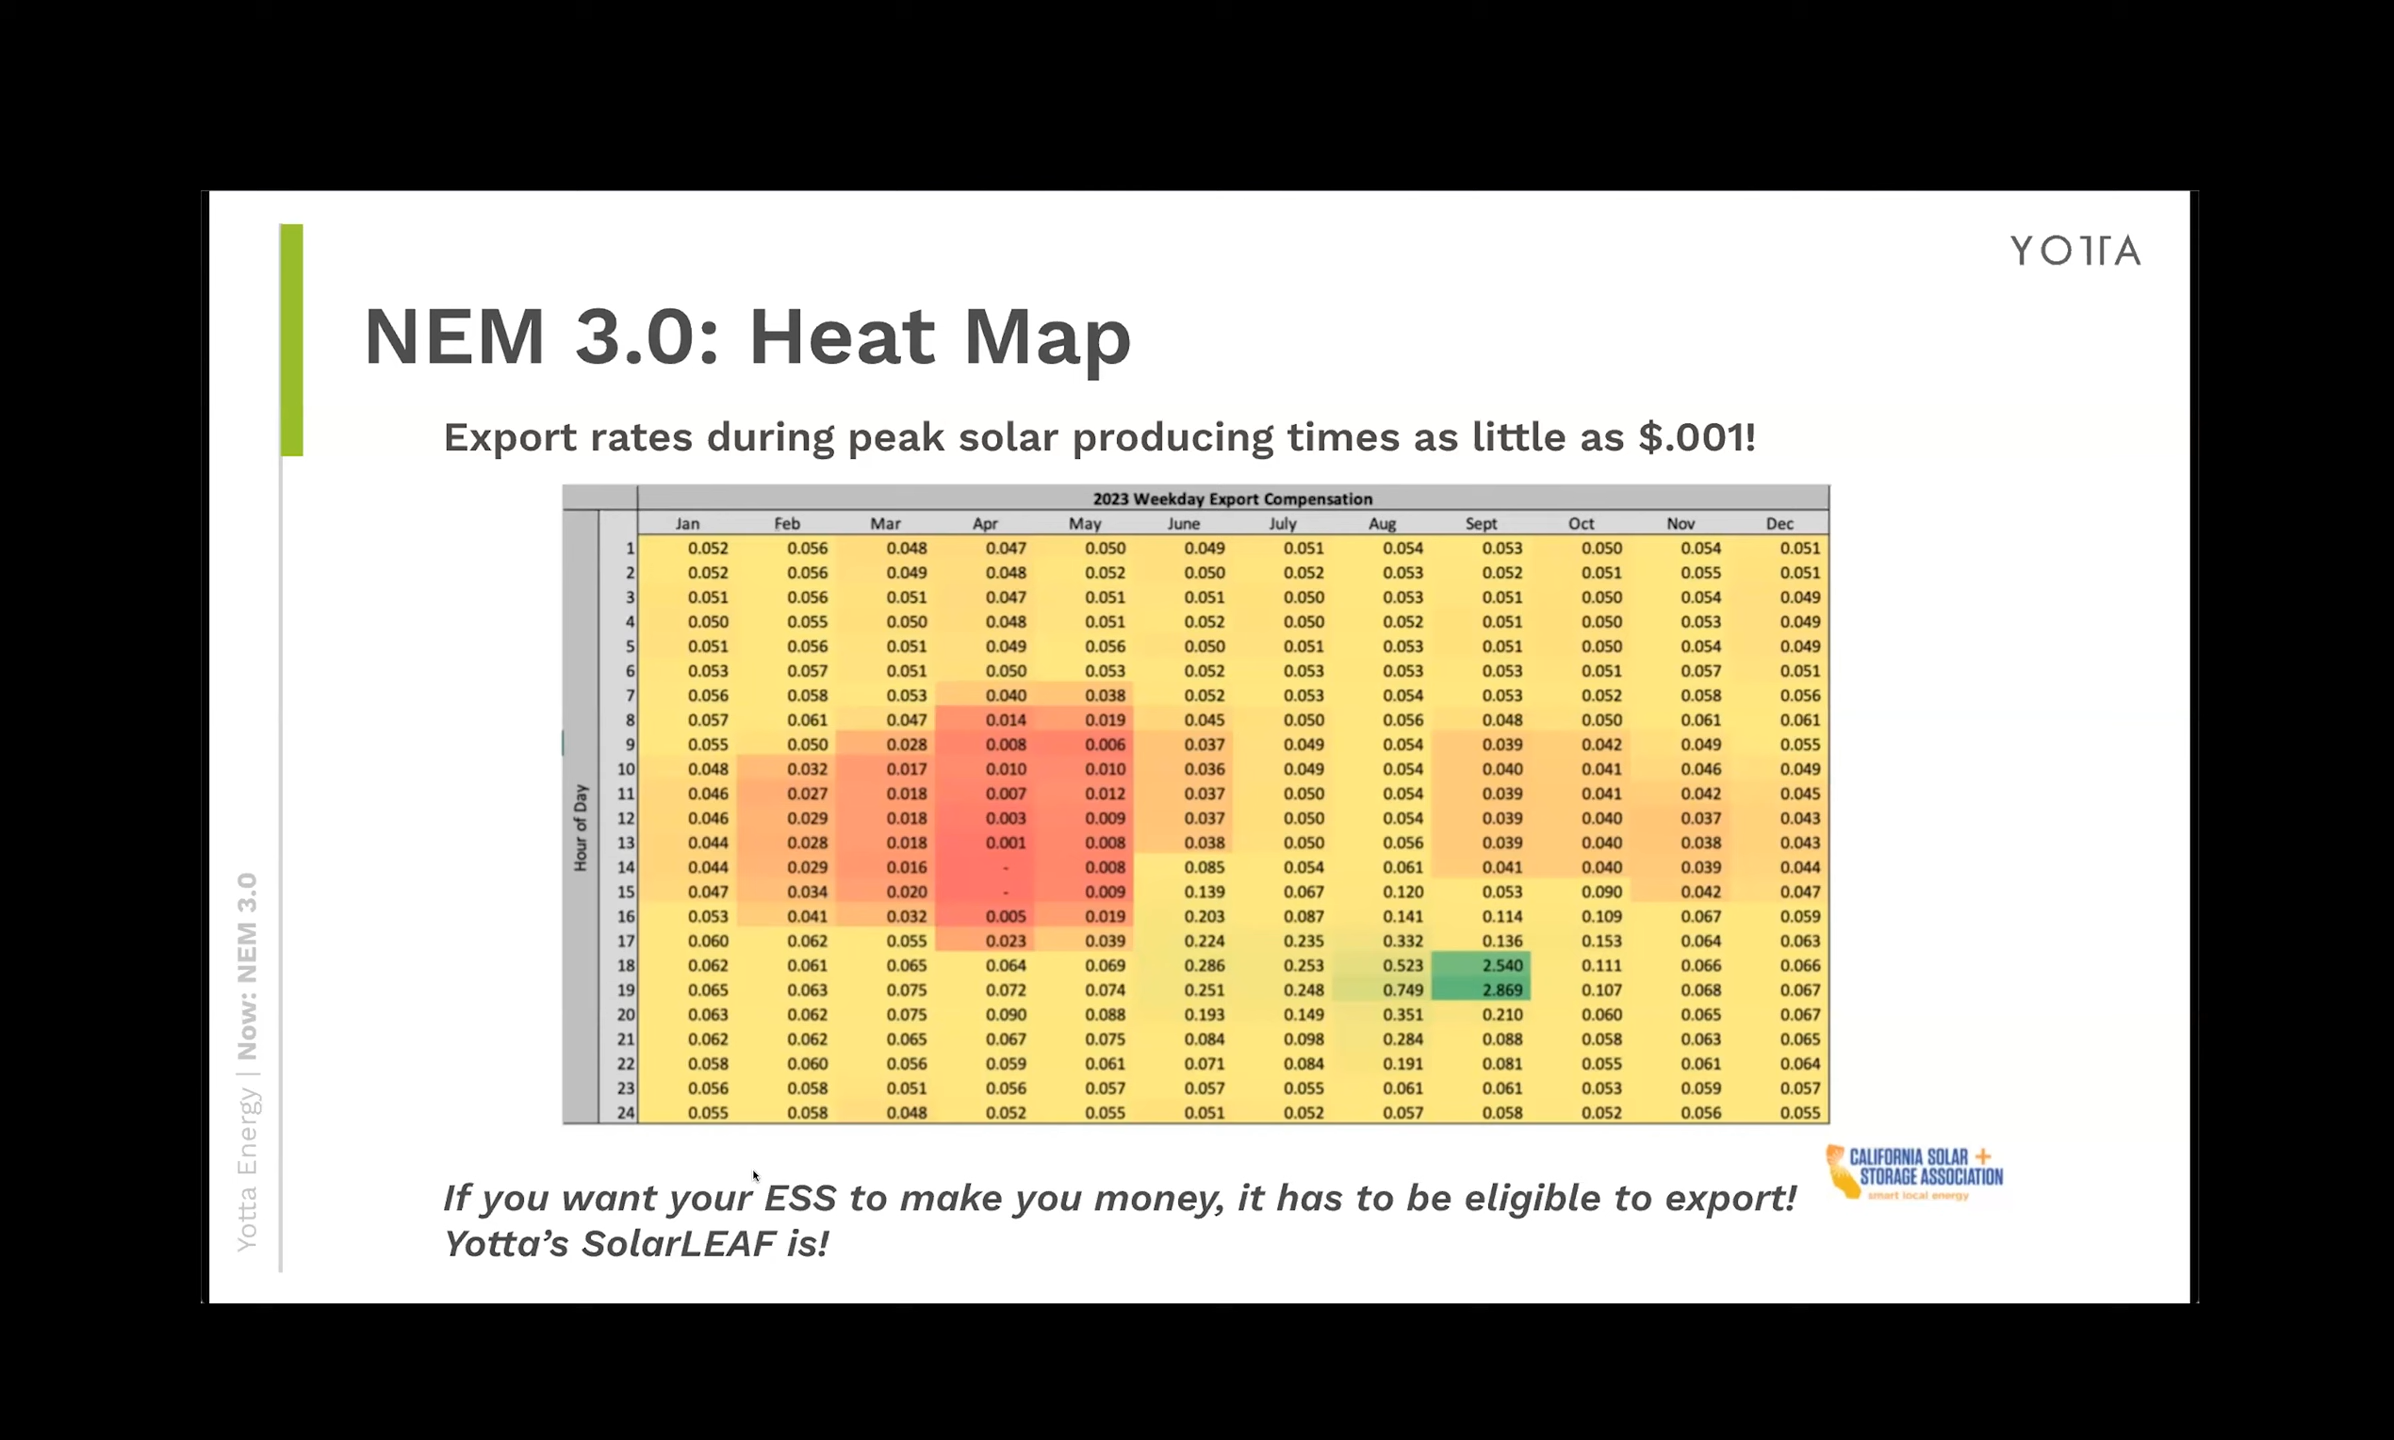 YOTTA
NEM 3.0: Heat Map
Export rates during peak solar producing times as little as $.001!
2023 Weekday Export Compensation
Jan Feb Mar Apr May June July Aug Sept Oct Nov Dec
Hour of Day
1 0.052 0.056 0.048 0.047 0.050 0.049 0.051 0.054 0.053 0.050 0.054 0.051
2 0.052 0.056 0.049 0.048 0.052 0.050 0.052 0.053 0.052 0.051 0.055 0.051
3 0.051 0.056 0.051 0.047 0.051 0.051 0.050 0.053 0.051 0.050 0.054 0.049
4 0.050 0.055 0.050 0.048 0.051 0.052 0.050 0.052 0.051 0.050 0.053 0.049
5 0.051 0.056 0.051 0.049 0.056 0.050 0.051 0.053 0.051 0.050 0.054 0.049
6 0.053 0.057 0.051 0.050 0.053 0.052 0.053 0.053 0.053 0.051 0.057 0.051
7 0.056 0.058 0.053 0.040 0.038 0.052 0.053 0.054 0.053 0.052 0.058 0.056
8 0.057 0.061 0.047 0.014 0.019 0.045 0.050 0.056 0.048 0.050 0.061 0.061
9 0.055 0.050 0.028 0.008 0.006 0.037 0.049 0.054 0.039 0.042 0.049 0.055
10 0.048 0.032 0.017 0.010 0.010 0.036 0.049 0.054 0.040 0.041 0.046 0.049
11 0.046 0.027 0.018 0.007 0.012 0.037 0.050 0.054 0.039 0.041 0.042 0.045
12 0.046 0.029 0.018 0.003 0.009 0.037 0.050 0.054 0.039 0.040 0.037 0.043
13 0.044 0.028 0.018 0.001 0.008 0.038 0.050 0.056 0.039 0.040 0.038 0.043
14 0.044 0.029 0.016 - 0.008 0.085 0.054 0.061 0.041 0.040 0.039 0.044
15 0.047 0.034 0.020 - 0.009 0.139 0.067 0.120 0.053 0.090 0.042 0.047
16 0.053 0.041 0.032 0.005 0.019 0.203 0.087 0.141 0.114 0.109 0.067 0.059
17 0.060 0.062 0.055 0.023 0.039 0.224 0.235 0.332 0.136 0.153 0.064 0.063
18 0.062 0.061 0.065 0.064 0.069 0.286 0.253 0.523 2.540 0.111 0.066 0.066
19 0.065 0.063 0.075 0.072 0.074 0.251 0.248 0.749 2.869 0.107 0.068 0.067
20 0.063 0.062 0.075 0.090 0.088 0.193 0.149 0.351 0.210 0.060 0.065 0.067
21 0.062 0.062 0.065 0.067 0.075 0.084 0.098 0.284 0.088 0.058 0.063 0.065
22 0.058 0.060 0.056 0.059 0.061 0.071 0.084 0.191 0.081 0.055 0.061 0.064
23 0.056 0.058 0.051 0.056 0.057 0.057 0.055 0.061 0.061 0.053 0.059 0.057
24 0.055 0.058 0.048 0.052 0.055 0.051 0.052 0.057 0.058 0.052 0.056 0.055
CALIFORNIA SOLAR +
STORAGE ASSOCIATION
smart local energy
If you want your ESS to make you money, it has to be eligible to export!
Yotta's SolarLEAF is!
Yotta Energy | Now: NEM 3.0